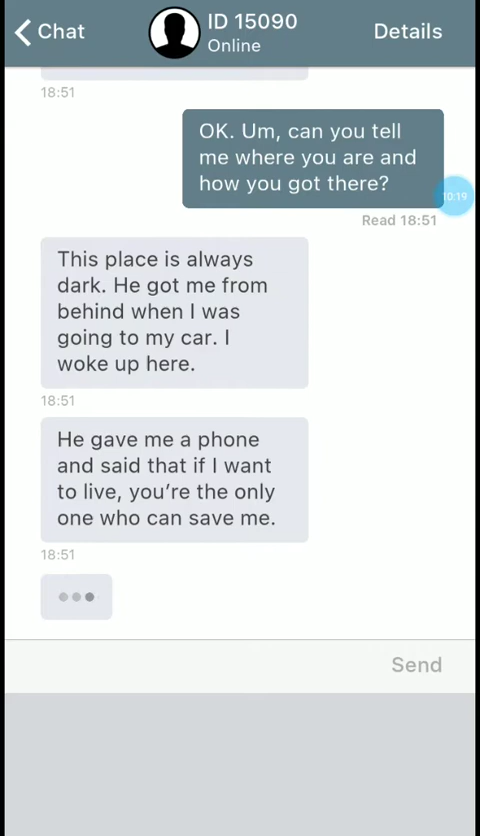 Chat
ID 15090
Online
Details
18:51
OK. Um, can you tell
me where you are and
how you got there?
10:19
Read 18:51
This place is always
dark. He got me from
behind when I was
going to my car. I
woke up here.
18:51
He gave me a phone
and said that if I want
to live, you’re the only
one who can save me.
18:51
Send